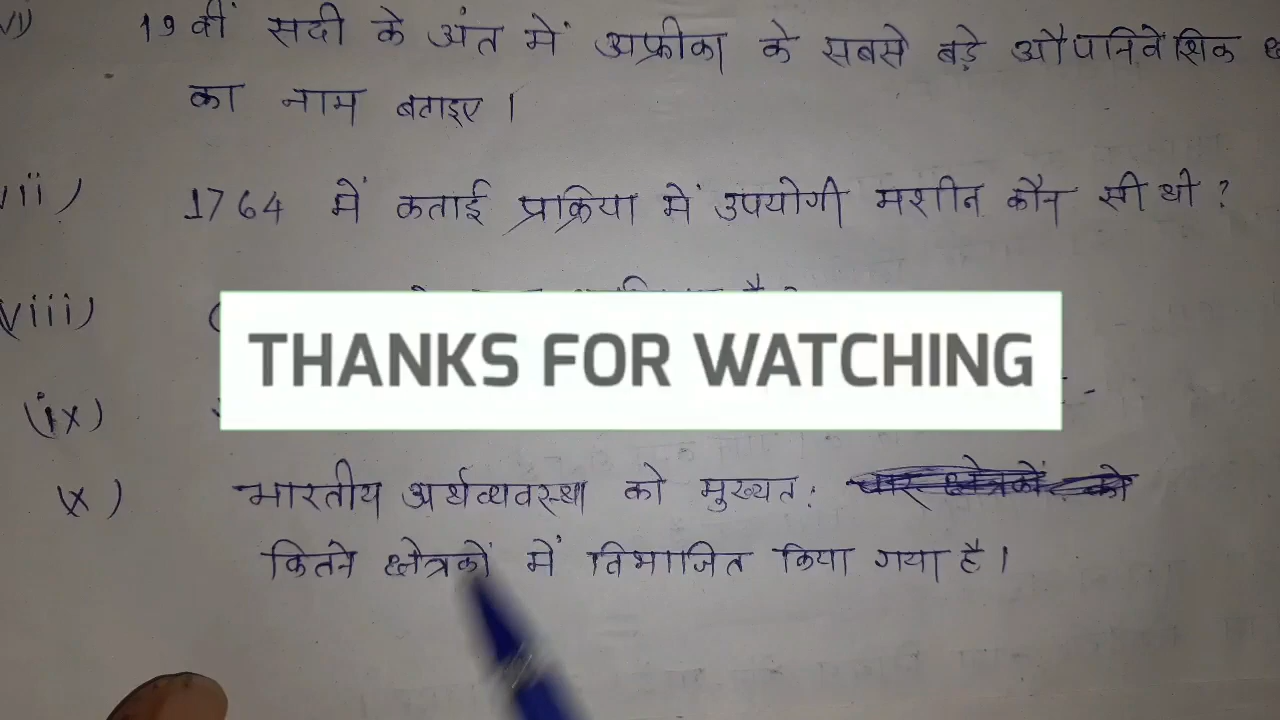 vi) 19 वीं सदी के अंत में अफ्रीका के सबसे बड़े औपनिवेशिक
का नाम बताइए ।
vii) 1764 में कताई प्रक्रिया में उपयोगी मशीन कौन सी थी ?
viii)
THANKS FOR WATCHING
(ix)
(x) भारतीय अर्थव्यवस्था को मुख्यत:
कितने क्षेत्रकों में विभाजित किया गया है ।